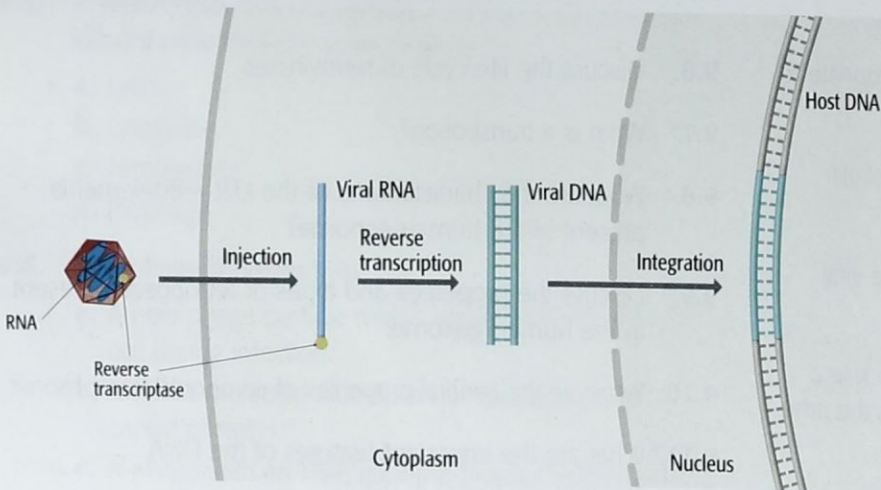 Host DNA
Viral RNA
Viral DNA
Injection
Reverse
transcription
Integration
RNA
Reverse
transcriptase
Cytoplasm
Nucleus